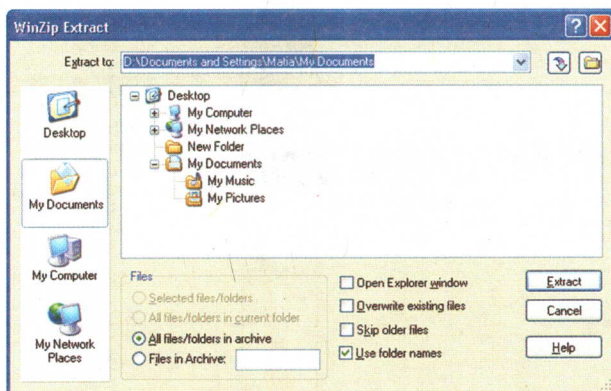 WinZip Extract
Extract to: D:\Documents and Settings\Matia\My Documents
Desktop
My Documents
My Computer
My Network
Places
Desktop
My Computer
My Network Places
New Folder
My Documents
My Music
My Pictures
Files
Selected files/folders
All files/folders in current folder
All files/folders in archive
Files in Archive:
Open Explorer window
Overwrite existing files
Skip older files
Use folder names
Extract
Cancel
Help